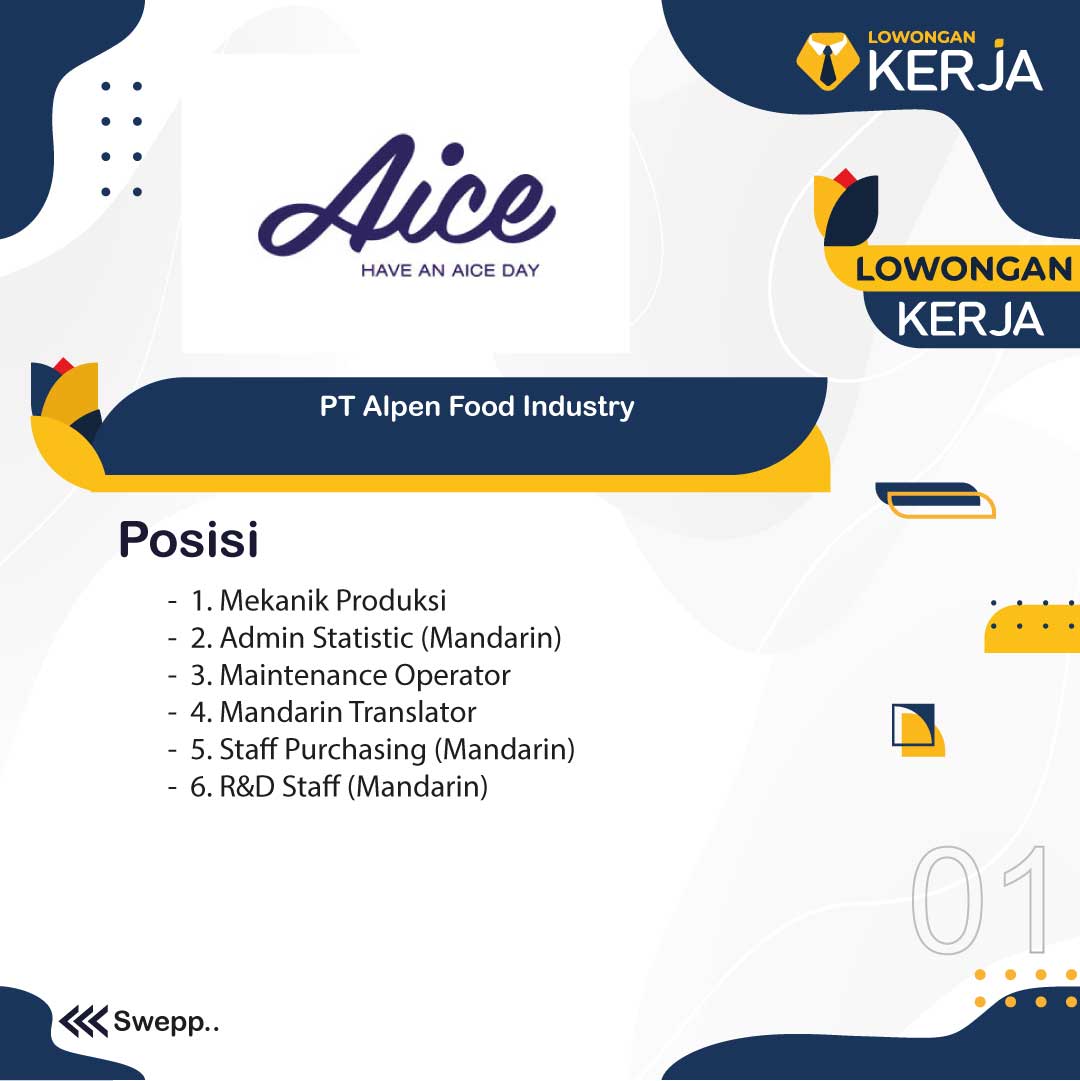 LOWONGAN
KERJA
Aice
HAVE AN AICE DAY
LOWONGAN
KERJA
PT Alpen Food Industry
Posisi
- 1. Mekanik Produksi
- 2. Admin Statistic (Mandarin)
- 3. Maintenance Operator
- 4. Mandarin Translator
- 5. Staff Purchasing (Mandarin)
- 6. R&D Staff (Mandarin)
01
Swepp..